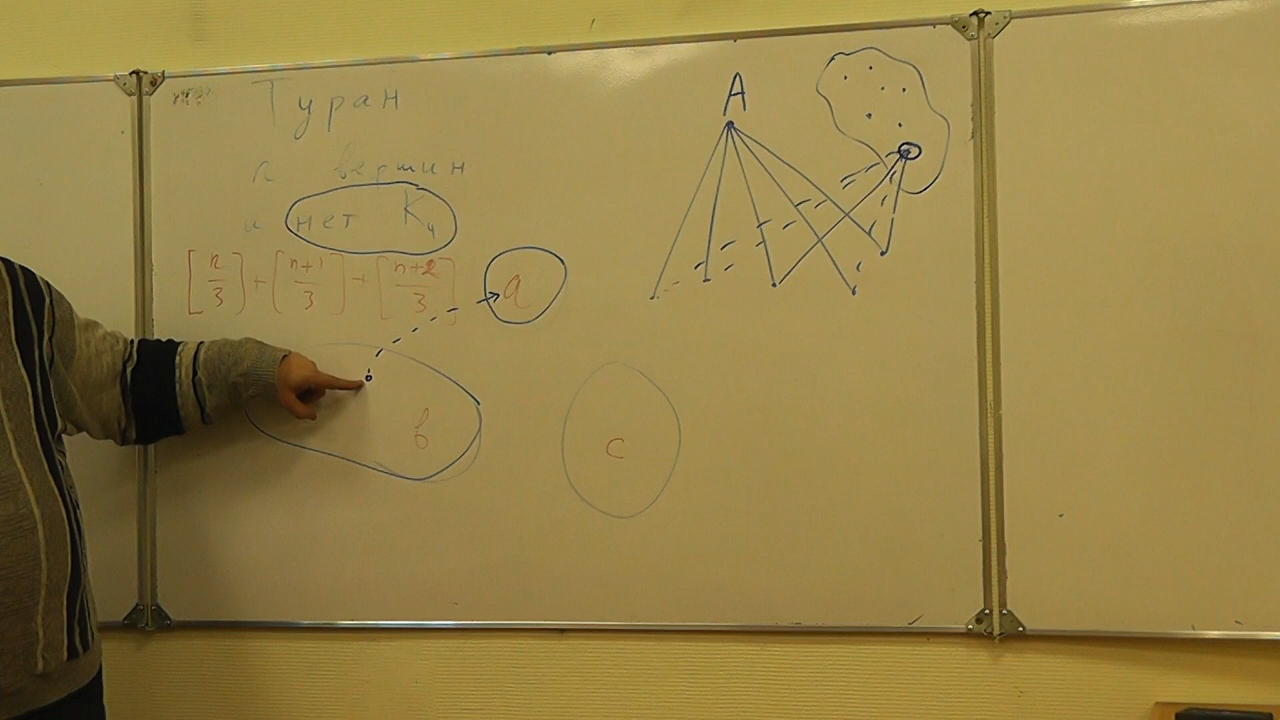 Туран
n вершин
и нет K₄
[n/3] + [n+1/3] + [n+2/3]
a
b
c
A